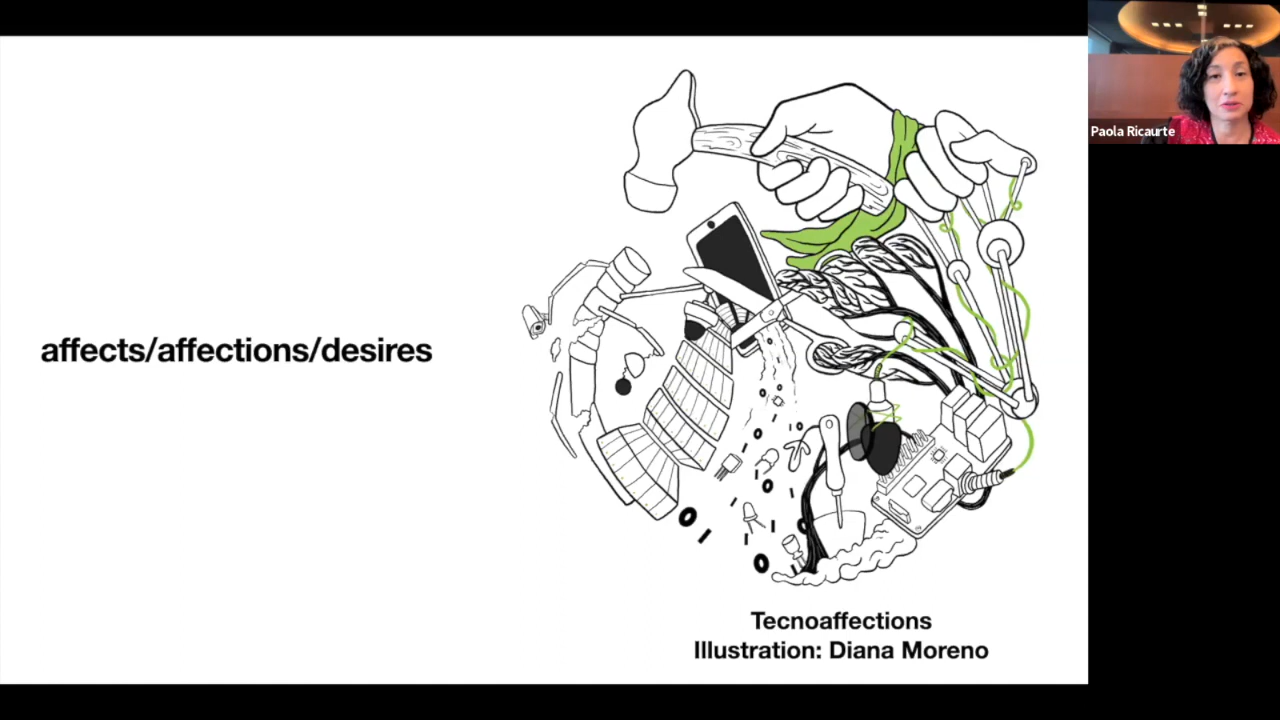 Paola Ricaurte
affects/affections/desires
Tecnoaffections
Illustration: Diana Moreno